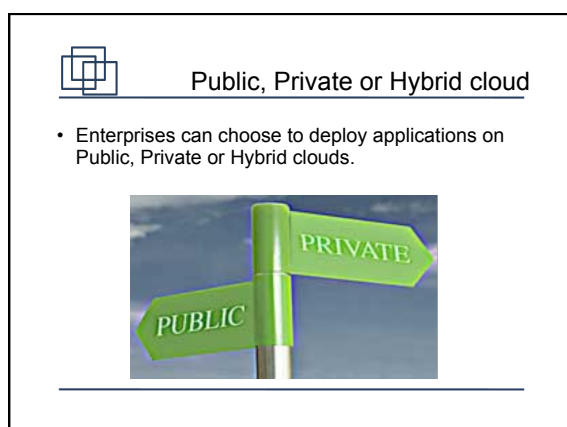 Public, Private or Hybrid cloud
• Enterprises can choose to deploy applications on
Public, Private or Hybrid clouds.
PRIVATE
PUBLIC